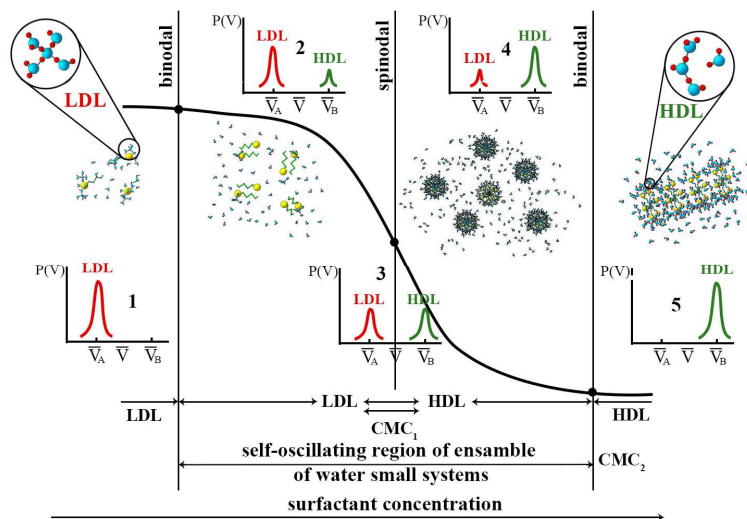 P(V)
LDL
2
HDL
V̅A V̅ V̅B
P(V)
LDL
4
HDL
V̅A V̅ V̅B
LDL
binodal
spinodal
binodal
HDL
P(V)
LDL
1
V̅A V̅ V̅B
P(V)
3
LDL
HDL
V̅A V̅ V̅B
P(V)
HDL
5
V̅A V̅ V̅B
LDL
LDL
HDL
HDL
CMC1
self-oscillating region of ensamble
of water small systems
CMC2
surfactant concentration